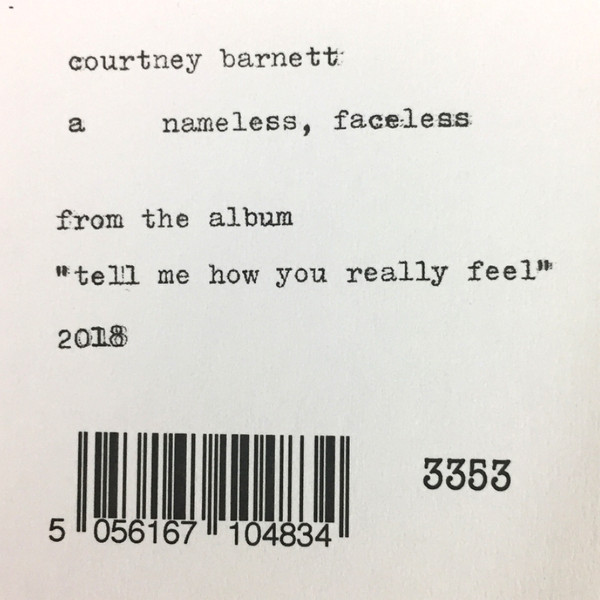 courtney barnett
a nameless, faceless
from the album
"tell me how you really feel"
2018
3353
5 056167 104834